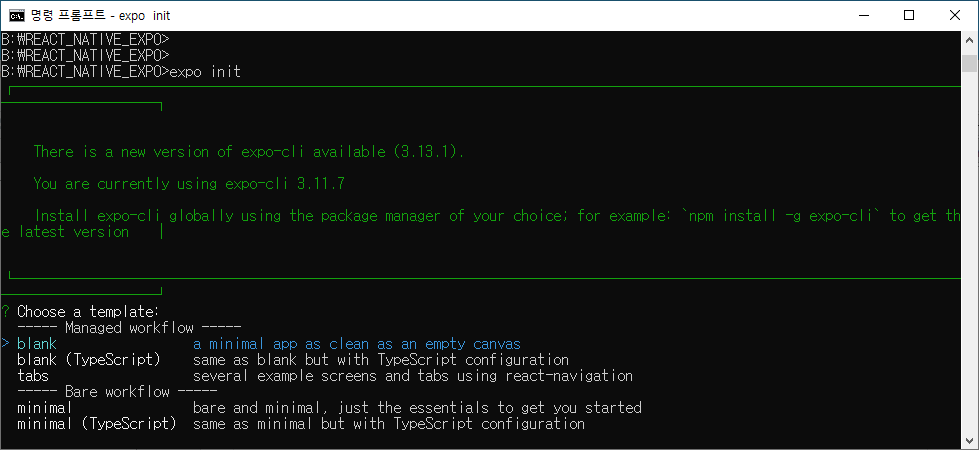 명령 프롬프트 - expo  init
B:₩REACT_NATIVE_EXPO>
B:₩REACT_NATIVE_EXPO>
B:₩REACT_NATIVE_EXPO>expo init
There is a new version of expo-cli available (3.13.1).
You are currently using expo-cli 3.11.7
Install expo-cli globally using the package manager of your choice; for example: `npm install -g expo-cli` to get th
e latest version    |
? Choose a template:
----- Managed workflow -----
> blank                 a minimal app as clean as an empty canvas
blank (TypeScript)    same as blank but with TypeScript configuration
tabs                  several example screens and tabs using react-navigation
----- Bare workflow -----
minimal               bare and minimal, just the essentials to get you started
minimal (TypeScript)  same as minimal but with TypeScript configuration